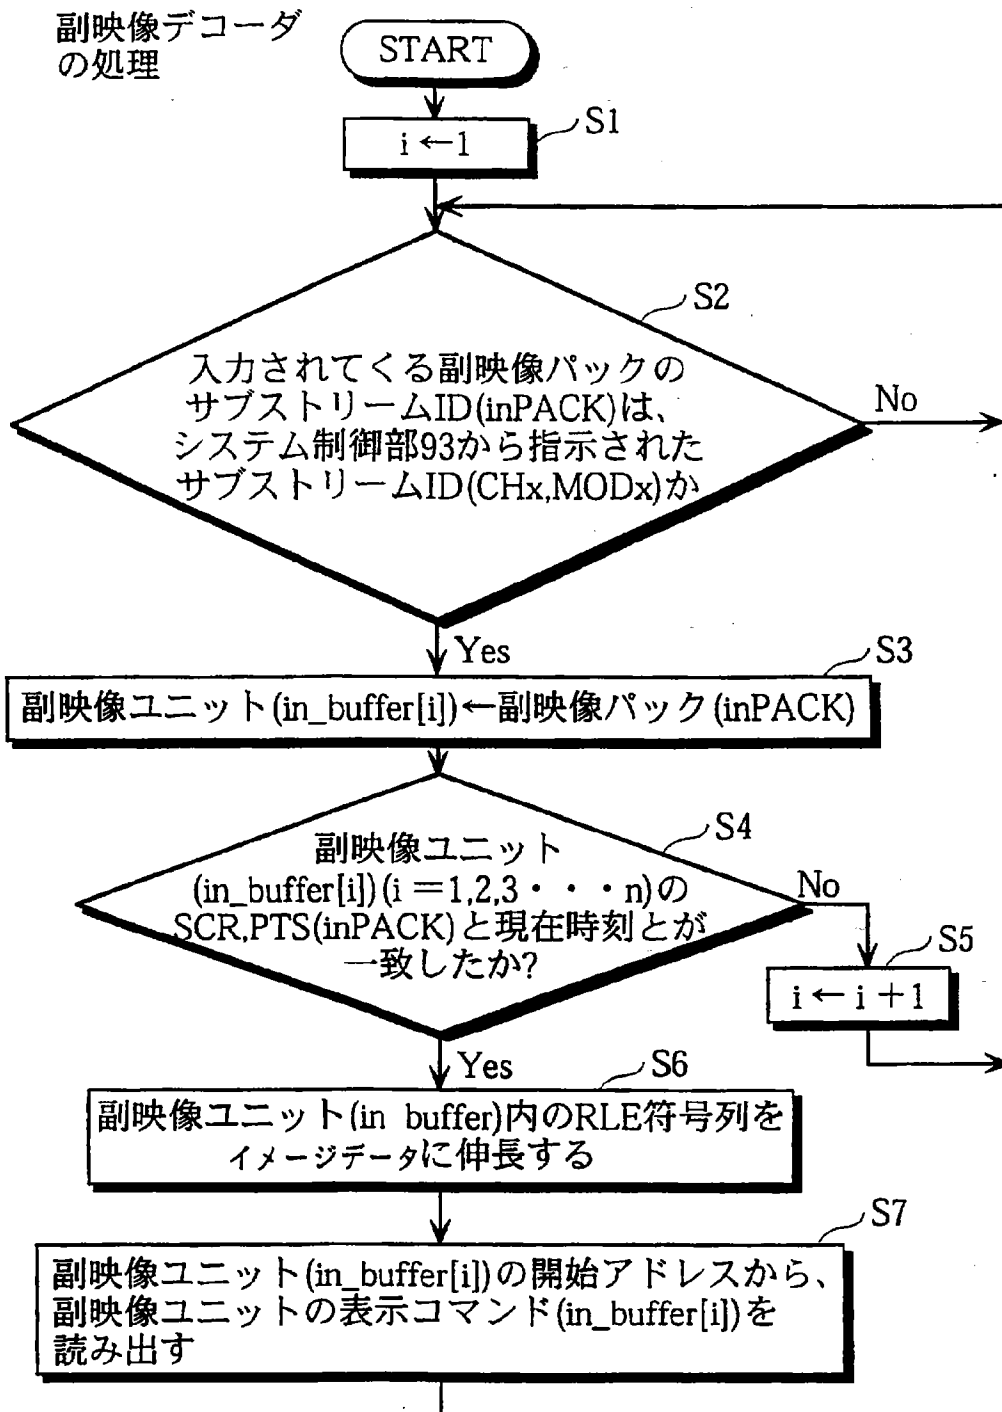 副映像デコーダ
の処理
START
i←1
S1
S2
入力されてくる副映像パックの
サブストリームID(inPACK)は、
システム制御部93から指示された
サブストリームID(CHx,MODx)か
No
Yes
S3
副映像ユニット(in_buffer[i])←副映像パック(inPACK)
S4
副映像ユニット
(in_buffer[i])(i＝1,2,3・・・n)の
SCR,PTS(inPACK)と現在時刻とが
一致したか?
No
S5
i←i＋1
Yes
S6
副映像ユニット(in buffer)内のRLE符号列を
イメージデータに伸長する
S7
副映像ユニット(in_buffer[i])の開始アドレスから、
副映像ユニットの表示コマンド(in_buffer[i])を
読み出す